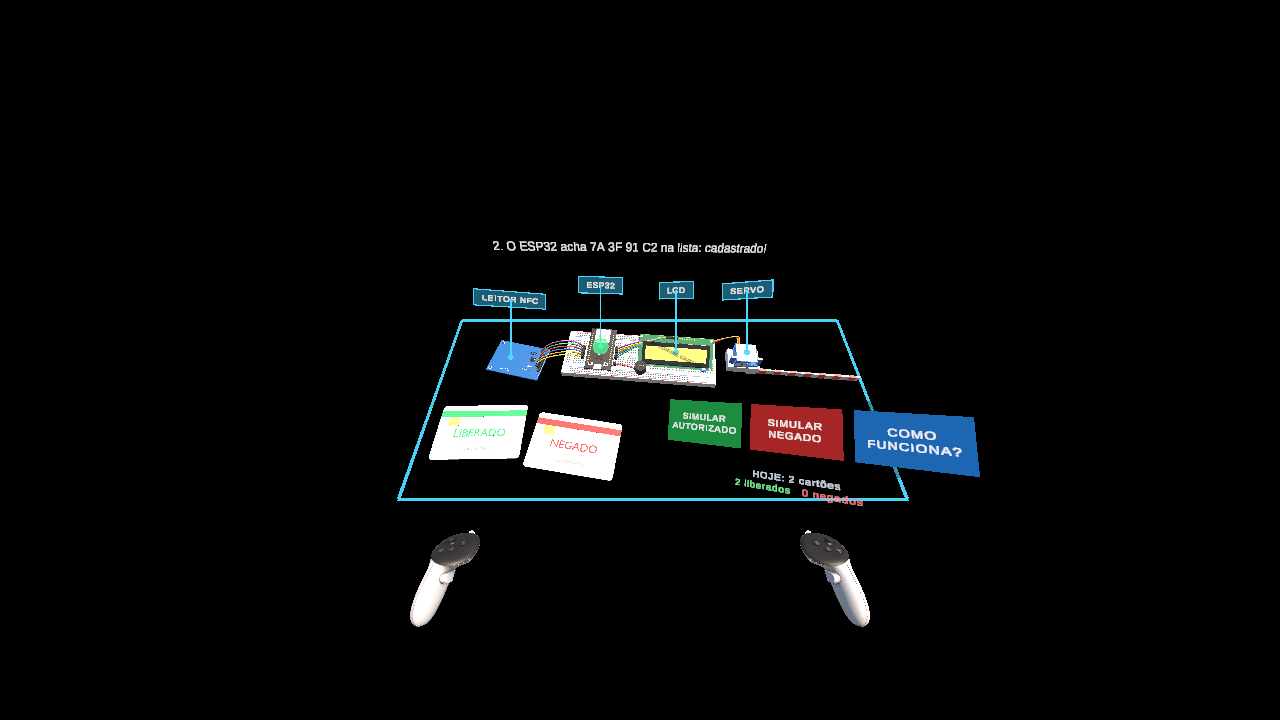 2. O ESP32 acha 7A 3F 91 C2 na lista: cadastrado!
LEITOR NFC
ESP32
LCD
SERVO
LIBERADO
NEGADO
SIMULAR
AUTORIZADO
SIMULAR
NEGADO
COMO
FUNCIONA?
HOJE: 2 cartões
2 liberados 0 negados